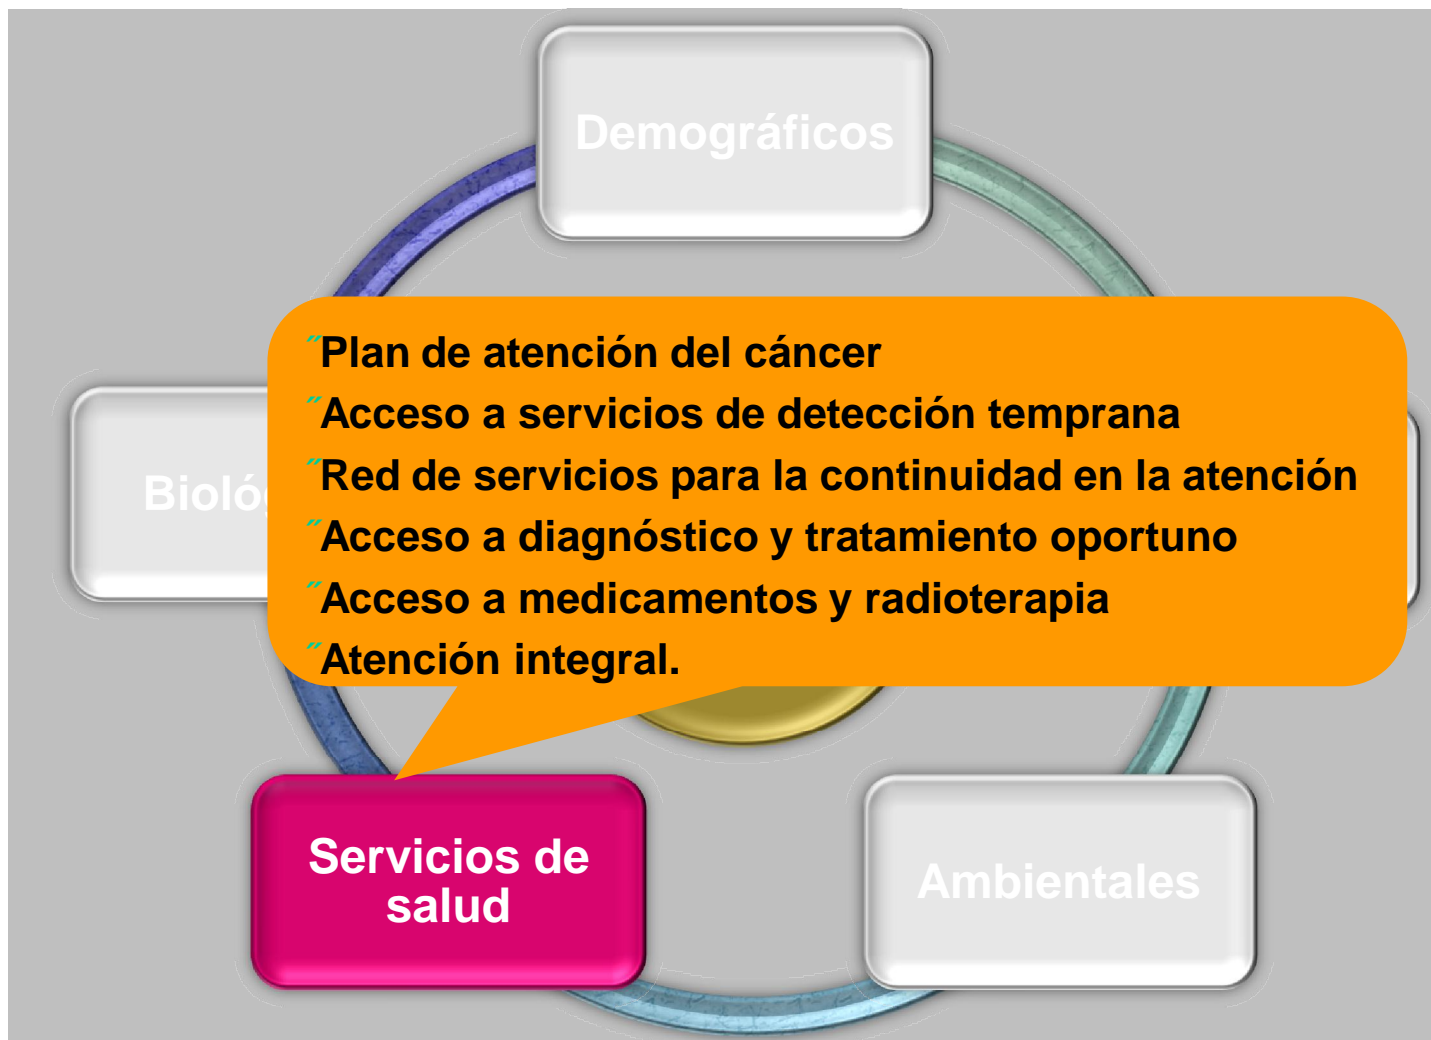 Demográficos
˝Plan de atención del cáncer
˝Acceso a servicios de detección temprana
˝Red de servicios para la continuidad en la atención
˝Acceso a diagnóstico y tratamiento oportuno
˝Acceso a medicamentos y radioterapia
˝Atención integral.
Servicios de
salud
Ambientales